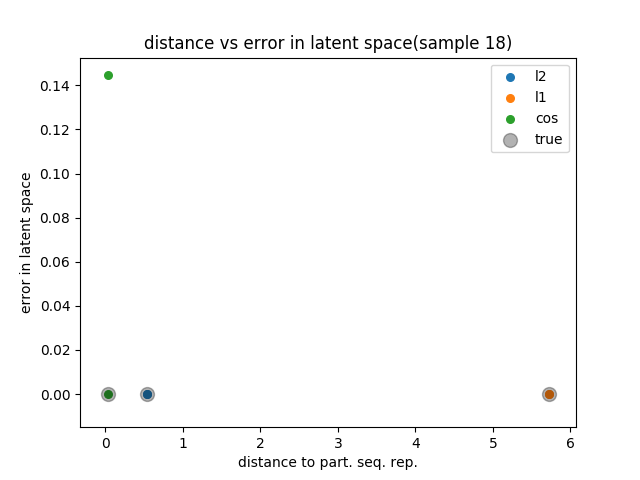 distance vs error in latent space(sample 18)
l2
l1
cos
true
error in latent space
0.14
0.12
0.10
0.08
0.06
0.04
0.02
0.00
0 1 2 3 4 5 6
distance to part. seq. rep.